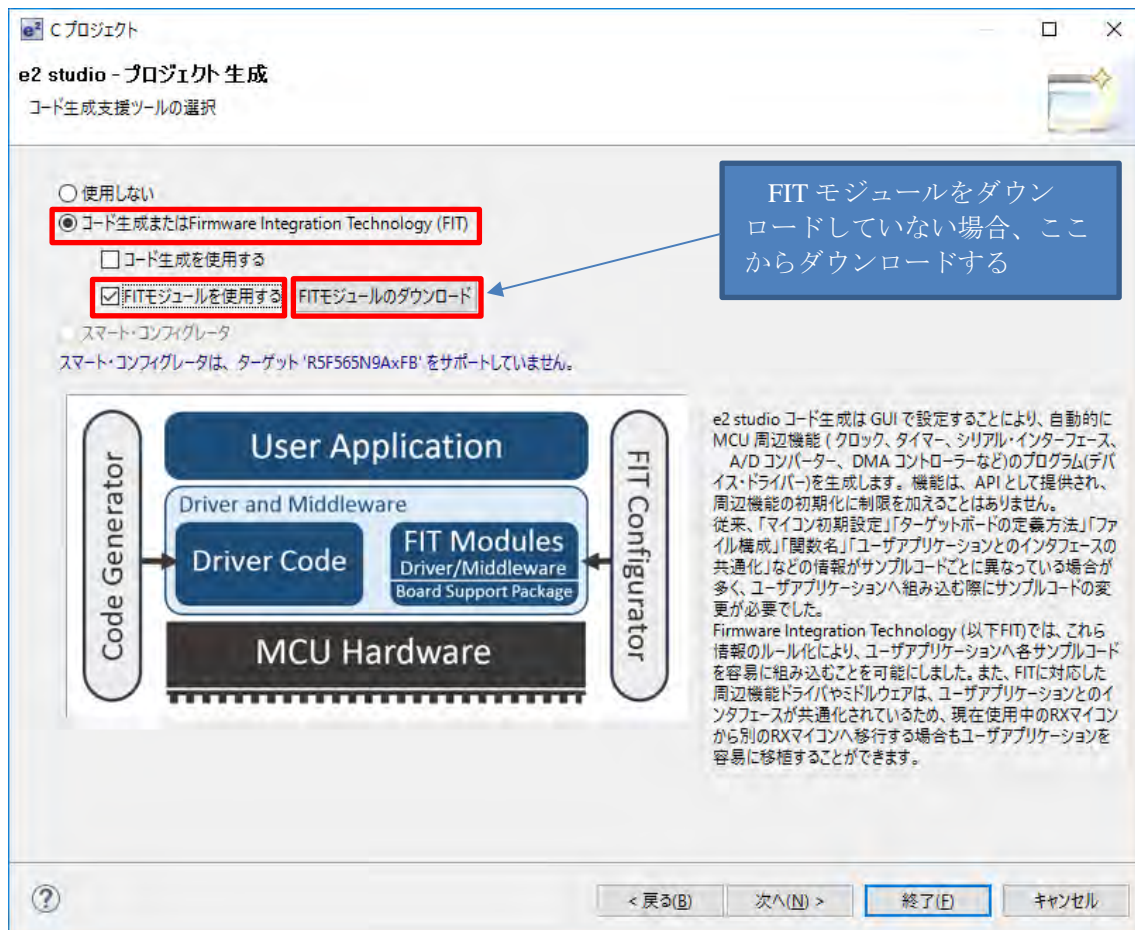 e² C プロジェクト
e2 studio - プロジェクト 生成
コード生成支援ツールの選択
使用しない
コード生成またはFirmware Integration Technology (FIT)
コード生成を使用する
FITモジュールを使用する
FITモジュールのダウンロード
FIT モジュールをダウン
ロードしていない場合、ここ
からダウンロードする
スマート・コンフィグレータ
スマート・コンフィグレータは、ターゲット 'R5F565N9AxFB' をサポートしていません。
Code Generator
User Application
Driver and Middleware
Driver Code
FIT Modules
Driver/Middleware
Board Support Package
MCU Hardware
FIT Configurator
e2 studio コード生成は GUI で設定することにより、自動的に
MCU 周辺機能 ( クロック、タイマー、シリアル・インターフェース、
A/D コンバーター、 DMA コントローラーなど)のプログラム(デバ
イス・ドライバー)を生成します。機能は、API として提供され、
周辺機能の初期化に制限を加えることはありません。
従来、「マイコン初期設定」「ターゲットボードの定義方法」「ファ
イル構成」「関数名」「ユーザアプリケーションとのインタフェースの
共通化」などの情報がサンプルコードごとに異なっている場合が
多く、ユーザアプリケーションへ組み込む際にサンプルコードの変
更が必要でした。
Firmware Integration Technology (以下FIT)では、これら
情報のルール化により、ユーザアプリケーションへ各サンプルコード
を容易に組み込むことを可能にしました。また、FITに対応した
周辺機能ドライバやミドルウェアは、ユーザアプリケーションとのイ
ンタフェースが共通化されているため、現在使用中のRXマイコン
から別のRXマイコンへ移行する場合もユーザアプリケーションを
容易に移植することができます。
?
< 戻る(B)
次へ(N) >
終了(F)
キャンセル